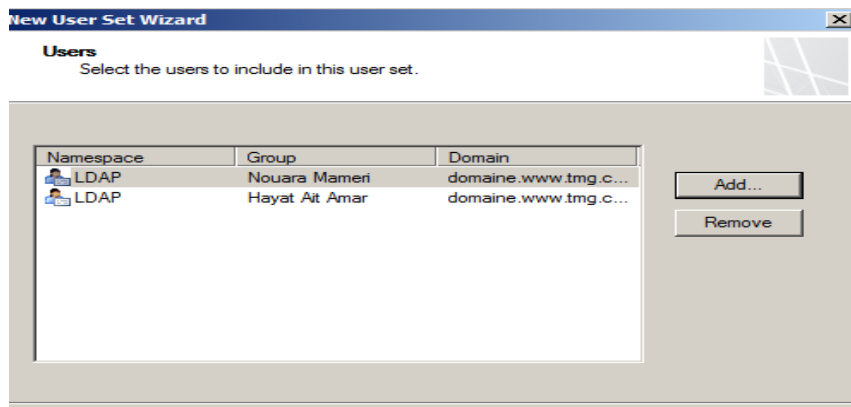 New User Set Wizard
Users
Select the users to include in this user set.
Namespace Group Domain
LDAP Nouara Mameri domaine.www.tmg.c...
LDAP Hayat Ait Amar domaine.www.tmg.c...
Add...
Remove